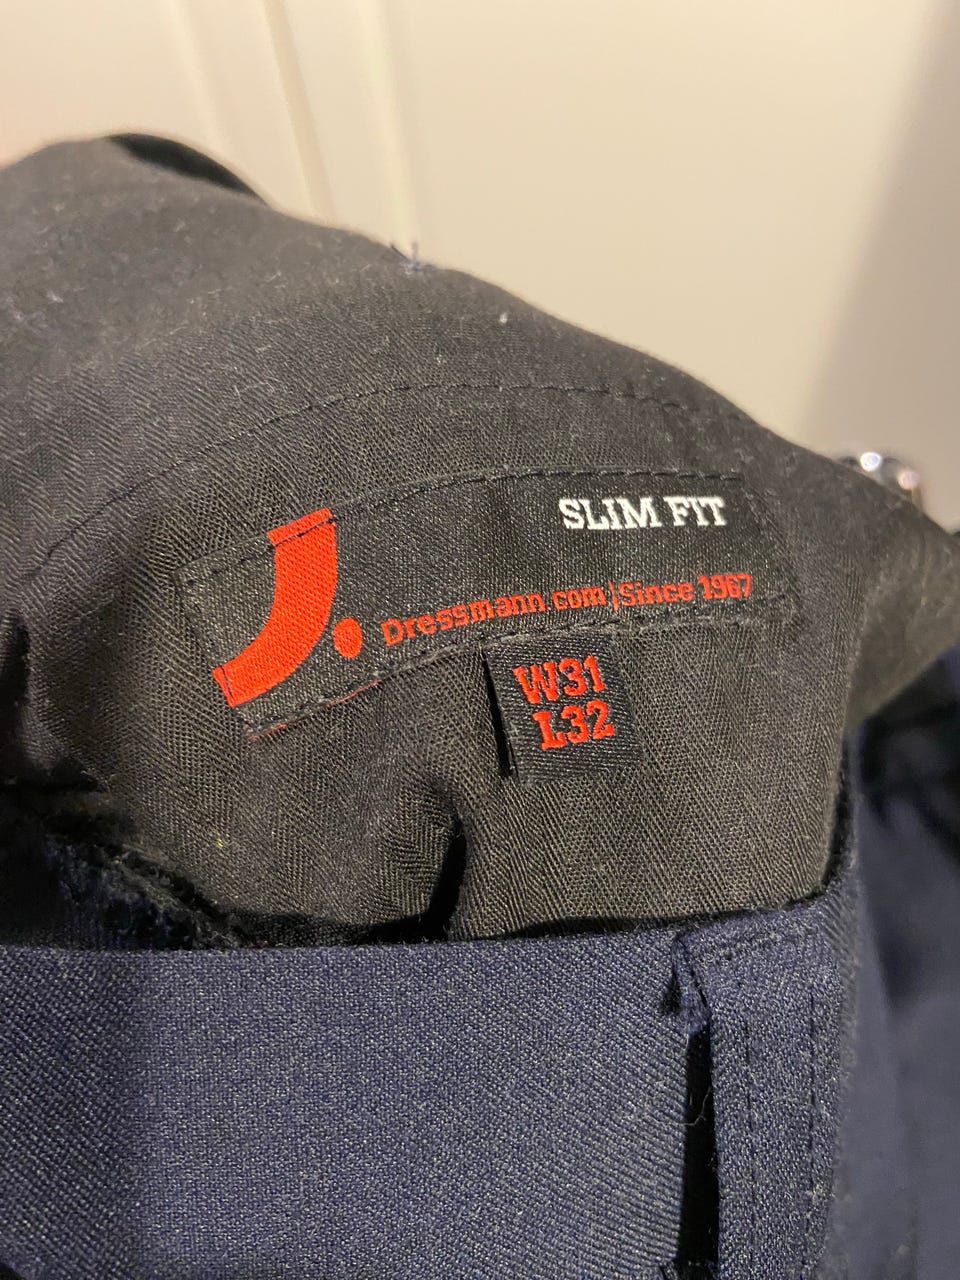 SLIM FIT
J.
Dressmann.com | Since 1967
W31
L32